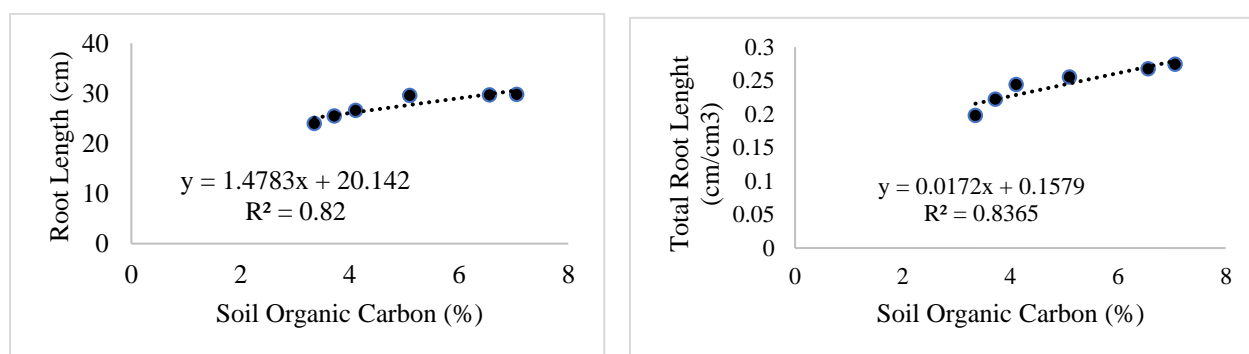 40
30
20
10
0
Root Length (cm)
y = 1.4783x + 20.142
R² = 0.82
0 2 4 6 8
Soil Organic Carbon (%)
0.3
0.25
0.2
0.15
0.1
0.05
0
Total Root Lenght
(cm/cm3)
y = 0.0172x + 0.1579
R² = 0.8365
0 2 4 6 8
Soil Organic Carbon (%)